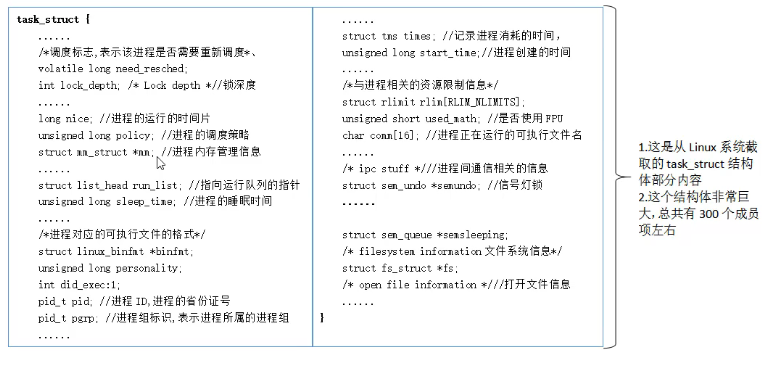 task_struct {
......
/*调度标志,表示该进程是否需要重新调度*、
volatile long need_resched;
int lock_depth; /* Lock depth *//锁深度
......
long nice; //进程的运行的时间片
unsigned long policy; //进程的调度策略
struct mm_struct *mm; //进程内存管理信息
......
struct list_head run_list; //指向运行队列的指针
unsigned long sleep_time; //进程的睡眠时间
......
/*进程对应的可执行文件的格式*/
struct linux_binfmt *binfmt;
unsigned long personality;
int did_exec:1;
pid_t pid; //进程 ID,进程的省份证号
pid_t pgrp; //进程组标识,表示进程所属的进程组
......
......
struct tms times; //记录进程消耗的时间,
unsigned long start_time;//进程创建的时间
......
/*与进程相关的资源限制信息*/
struct rlimit rlim[RLIM_NLIMITS];
unsigned short used_math; //是否使用 FPU
char comm[16]; //进程正在运行的可执行文件名
......
/* ipc stuff *///进程间通信相关的信息
struct sem_undo *semundo; //信号灯锁
......
struct sem_queue *semsleeping;
/* filesystem information 文件系统信息*/
struct fs_struct *fs;
/* open file information *///打开文件信息
......
}
1.这是从 Linux 系统截
取的 task_struct 结构
体部分内容
2.这个结构体非常巨
大,总共有 300 个成员
项左右